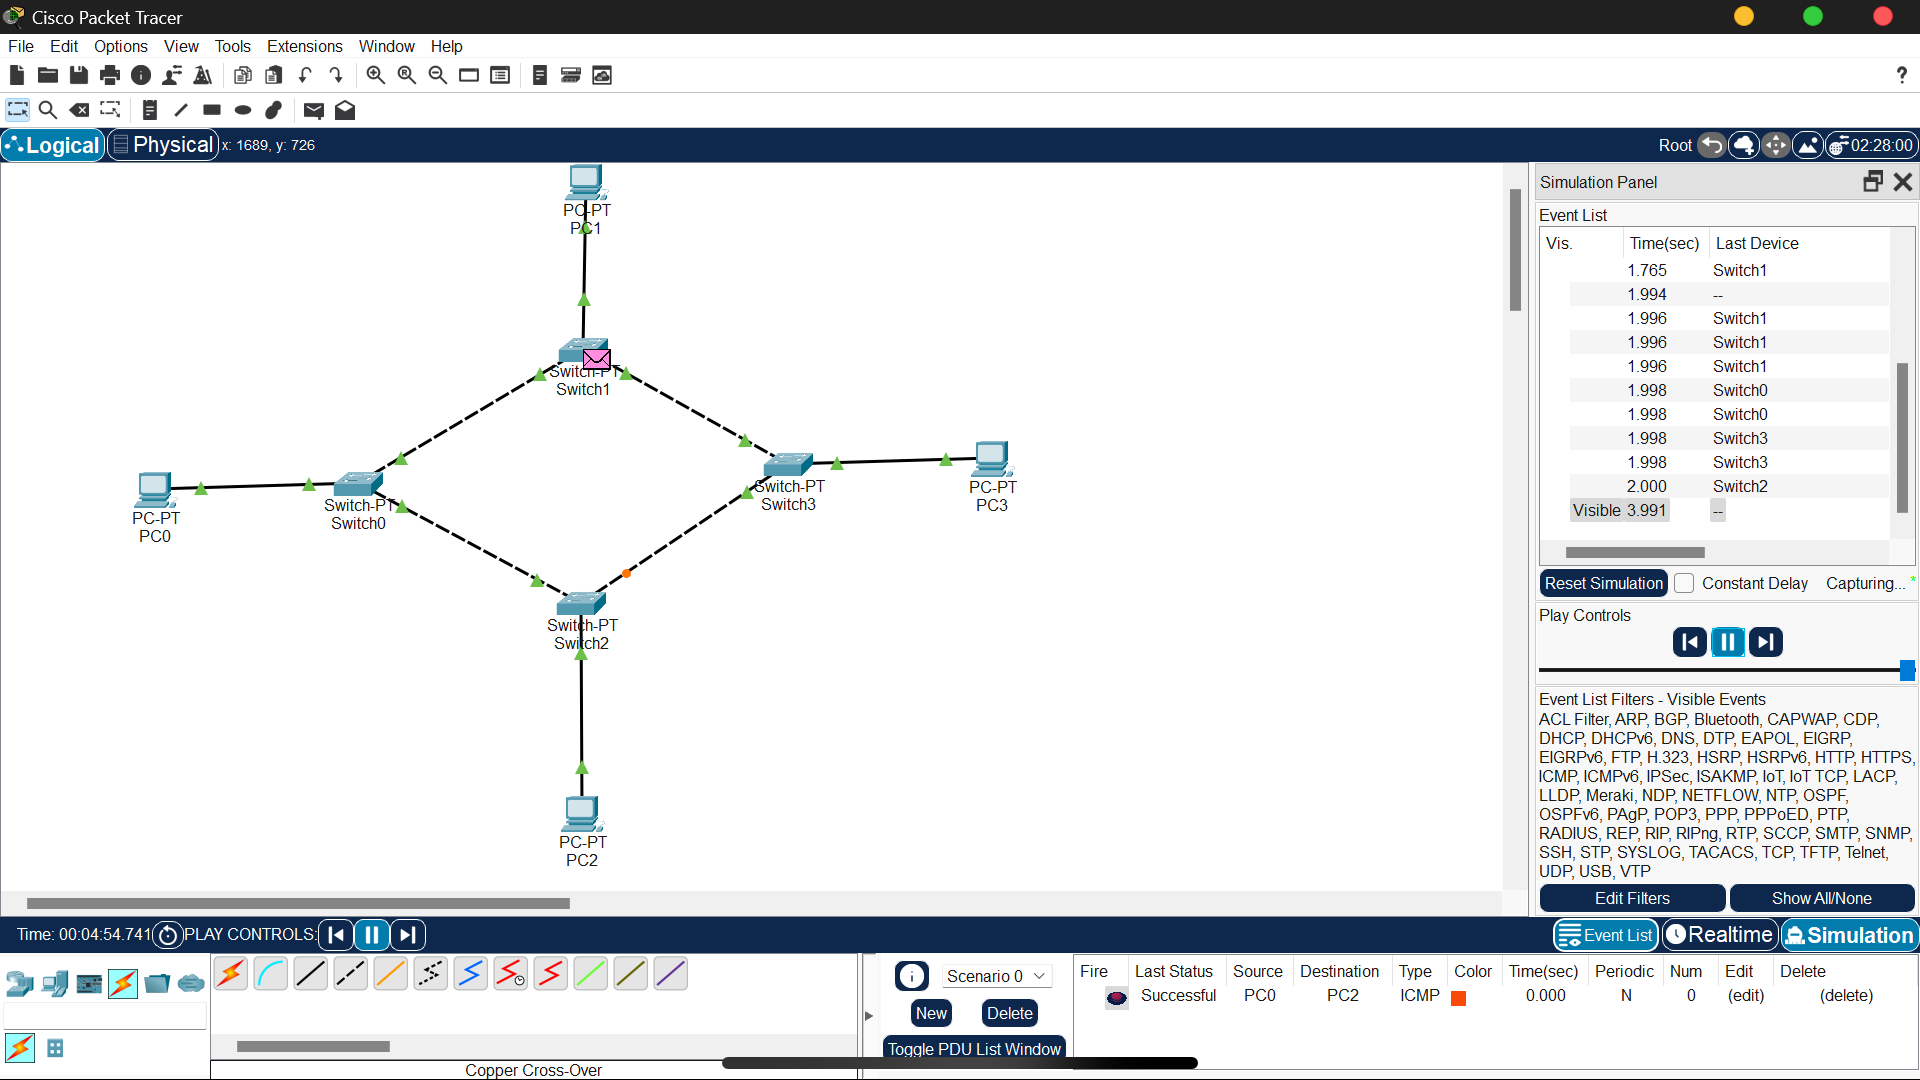 Cisco Packet Tracer
File Edit Options View Tools Extensions Window Help
Logical Physical x: 1689, y: 726 Root 02:28:00
PC-PT
PC1
Switch-PT
Switch1
Switch-PT
Switch3
PC-PT
PC3
PC-PT
PC0
Switch-PT
Switch0
Switch-PT
Switch2
PC-PT
PC2
Simulation Panel
Event List
Vis. Time(sec) Last Device
1.765 Switch1
1.994 --
1.996 Switch1
1.996 Switch1
1.996 Switch1
1.998 Switch0
1.998 Switch0
1.998 Switch3
1.998 Switch3
2.000 Switch2
Visible 3.991 --
Reset Simulation Constant Delay Capturing... *
Play Controls
Event List Filters - Visible Events
ACL Filter, ARP, BGP, Bluetooth, CAPWAP, CDP,
DHCP, DHCPv6, DNS, DTP, EAPOL, EIGRP,
EIGRPv6, FTP, H.323, HSRP, HSRPv6, HTTP, HTTPS,
ICMP, ICMPv6, IPSec, ISAKMP, IoT, IoT TCP, LACP,
LLDP, Meraki, NDP, NETFLOW, NTP, OSPF,
OSPFv6, PAgP, POP3, PPP, PPPoED, PTP,
RADIUS, REP, RIP, RIPng, RTP, SCCP, SMTP, SNMP,
SSH, STP, SYSLOG, TACACS, TCP, TFTP, Telnet,
UDP, USB, VTP
Edit Filters Show All/None
Time: 00:04:54.741 PLAY CONTROLS: Event List Realtime Simulation
Copper Cross-Over
Scenario 0
New Delete
Toggle PDU List Window
Fire Last Status Source Destination Type Color Time(sec) Periodic Num Edit Delete
Successful PC0 PC2 ICMP 0.000 N 0 (edit) (delete)